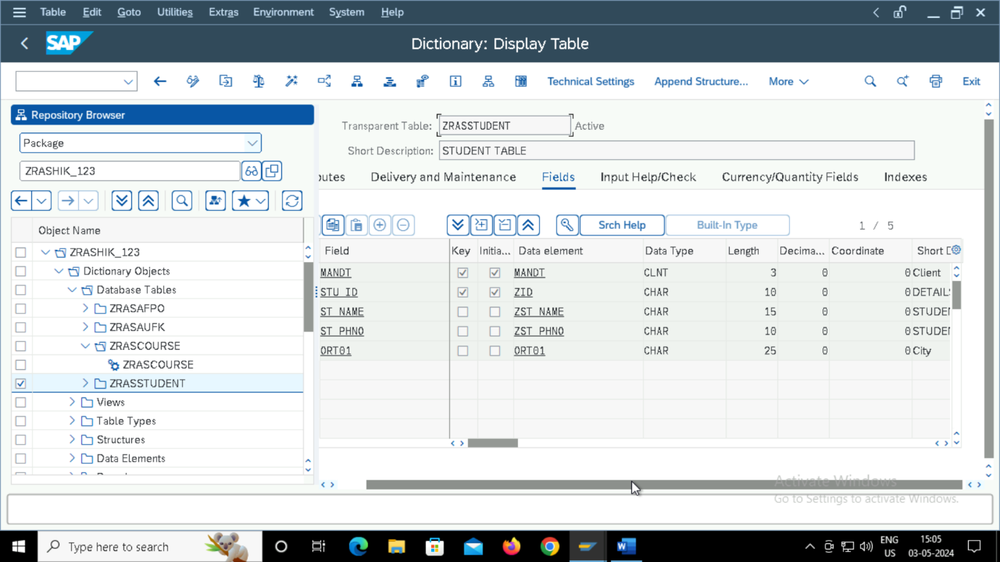 Table Edit Goto Utilities Extras Environment System Help
SAP Dictionary: Display Table
Technical Settings Append Structure... More Exit
Repository Browser
Package
ZRASHIK_123
Object Name
ZRASHIK_123
Dictionary Objects
Database Tables
ZRASAFPO
ZRASAUFK
ZRASCOURSE
ZRASCOURSE
ZRASSTUDENT
Views
Table Types
Structures
Data Elements
Transparent Table: ZRASSTUDENT Active
Short Description: STUDENT TABLE
butes Delivery and Maintenance Fields Input Help/Check Currency/Quantity Fields Indexes
Srch Help Built-In Type 1 / 5
Field Key Initia... Data element Data Type Length Decima... Coordinate Short D
MANDT MANDT CLNT 3 0 0 Client
STU_ID ZID CHAR 10 0 0 DETAILS
ST_NAME ZST_NAME CHAR 15 0 0 STUDEN
ST_PHNO ZST_PHNO CHAR 10 0 0 STUDEN
ORT01 ORT01 CHAR 25 0 0 City
Activate Windows
Go to Settings to activate Windows.
Type here to search
ENG
US
15:05
03-05-2024